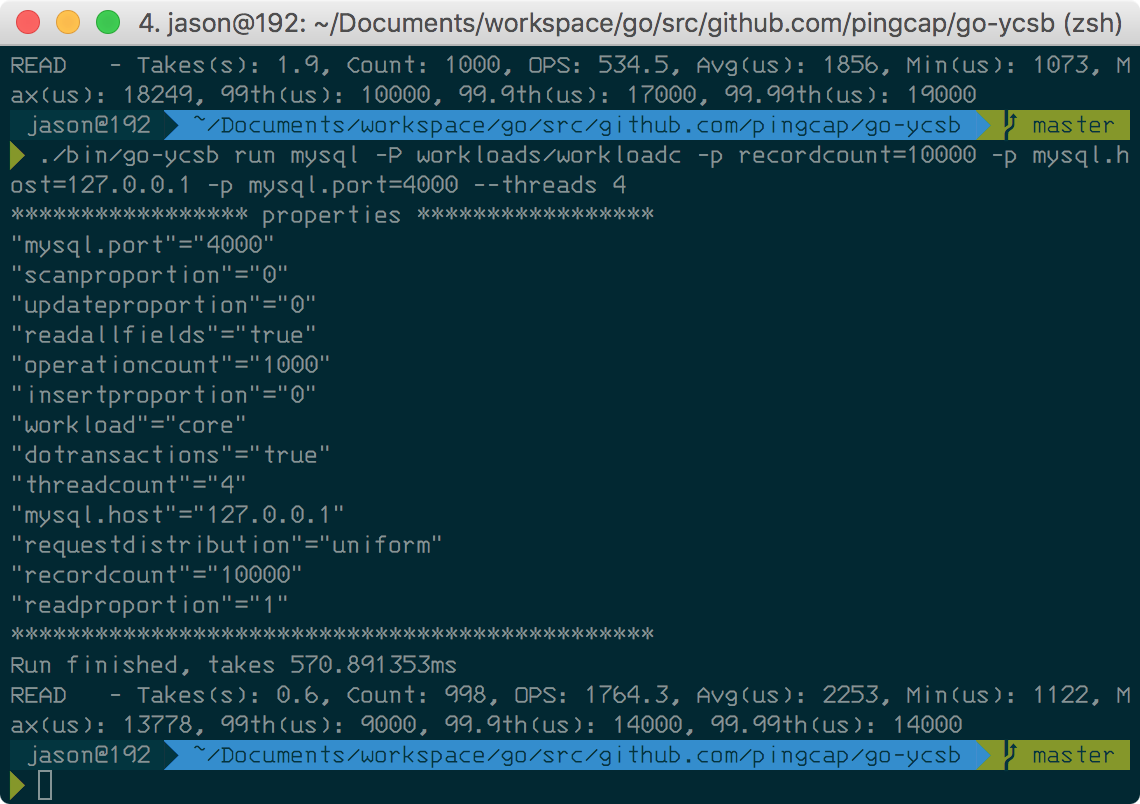 4. jason@192: ~/Documents/workspace/go/src/github.com/pingcap/go-ycsb (zsh)
READ   - Takes(s): 1.9, Count: 1000, OPS: 534.5, Avg(us): 1856, Min(us): 1073, M
ax(us): 18249, 99th(us): 10000, 99.9th(us): 17000, 99.99th(us): 19000
jason@192 ~/Documents/workspace/go/src/github.com/pingcap/go-ycsb master
./bin/go-ycsb run mysql -P workloads/workloadc -p recordcount=10000 -p mysql.h
ost=127.0.0.1 -p mysql.port=4000 --threads 4
***************** properties *****************
"mysql.port"="4000"
"scanproportion"="0"
"updateproportion"="0"
"readallfields"="true"
"operationcount"="1000"
"insertproportion"="0"
"workload"="core"
"dotransactions"="true"
"threadcount"="4"
"mysql.host"="127.0.0.1"
"requestdistribution"="uniform"
"recordcount"="10000"
"readproportion"="1"
**********************************************
Run finished, takes 570.891353ms
READ   - Takes(s): 0.6, Count: 998, OPS: 1764.3, Avg(us): 2253, Min(us): 1122, M
ax(us): 13778, 99th(us): 9000, 99.9th(us): 14000, 99.99th(us): 14000
jason@192 ~/Documents/workspace/go/src/github.com/pingcap/go-ycsb master